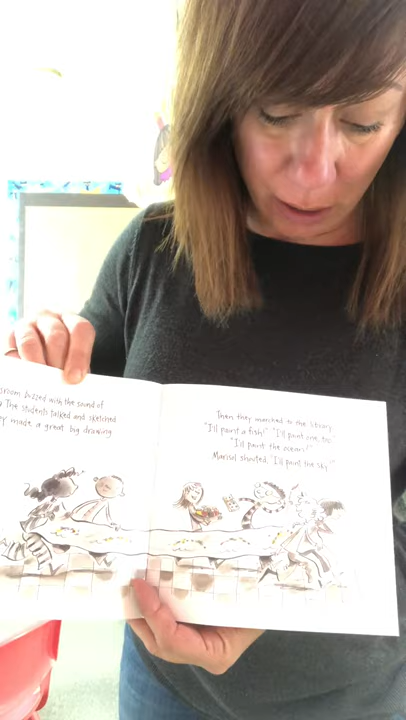 room buzzed with the sound of
The students talked and sketched
made a great big drawing
Then they marched to the library.
"I'll paint a fish!" "I'll paint one, too."
"I'll paint the ocean!"
Marisol shouted, "I'll paint the sky!"